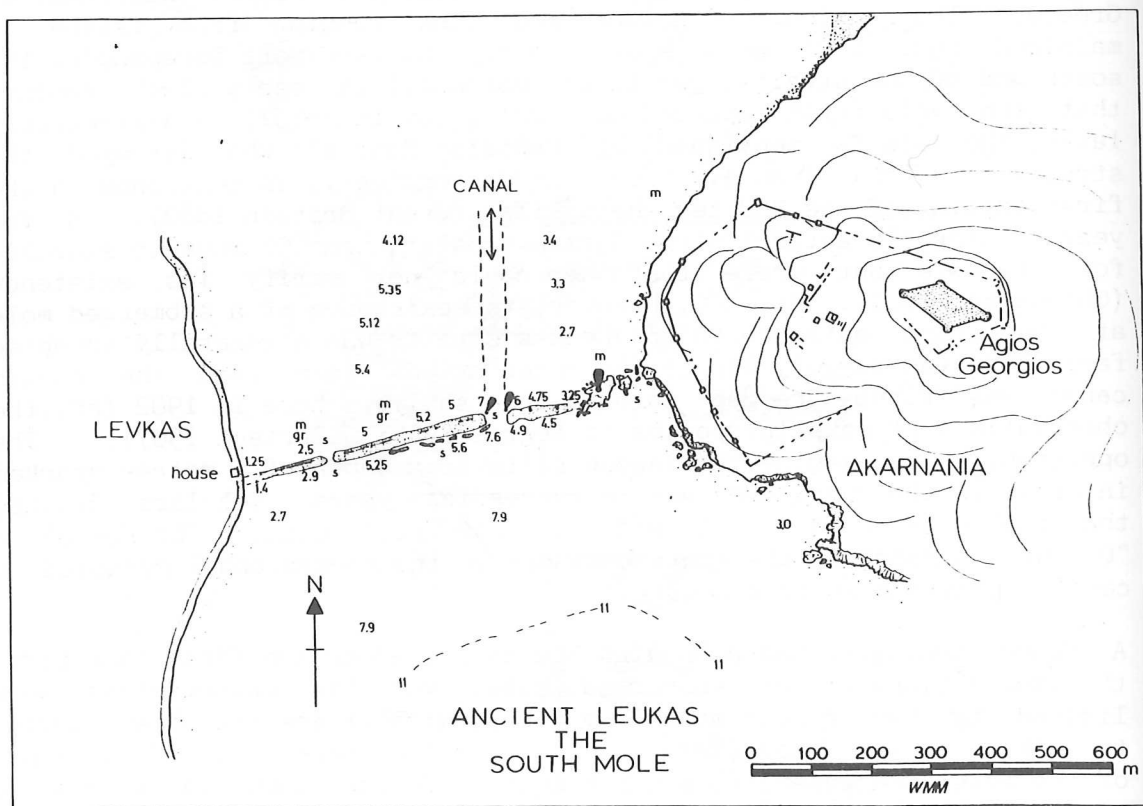 CANAL
m
4.12
3,4
5.35
3.3
5.12
2.7
5.4
m
Agios
Georgios
7
6
4.75
3.25
s
s
m
gr
5
5.2
5
4.9
4.5
LEVKAS
m
gr
s
2.5
7.6
5.6
s
5.25
AKARNANIA
house
1.25
2.9
s
1.4
2.7
7.9
3,0
N
7.9
11
11
11
ANCIENT LEUKAS
THE
SOUTH MOLE
0 100 200 300 400 500 600
m
WMM